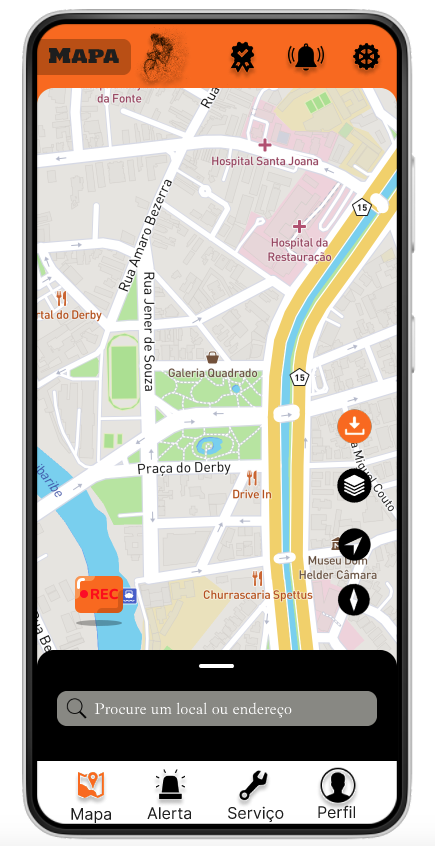 Mapa
da Fonte
Rua
Hospital Santa Joana
15
Rua Amaro Bezerra
Hospital da
Restauração
rtal do Derby
Rua Jener de Souza
Galeria Quadrado
15
a Miguel Couto
Praça do Derby
ibaribe
Drive In
Museu Dom
Helder Câmara
REC
Churrascaria Spettus
Rua Be
Procure um local ou endereço
Mapa
Alerta
Serviço
Perfil